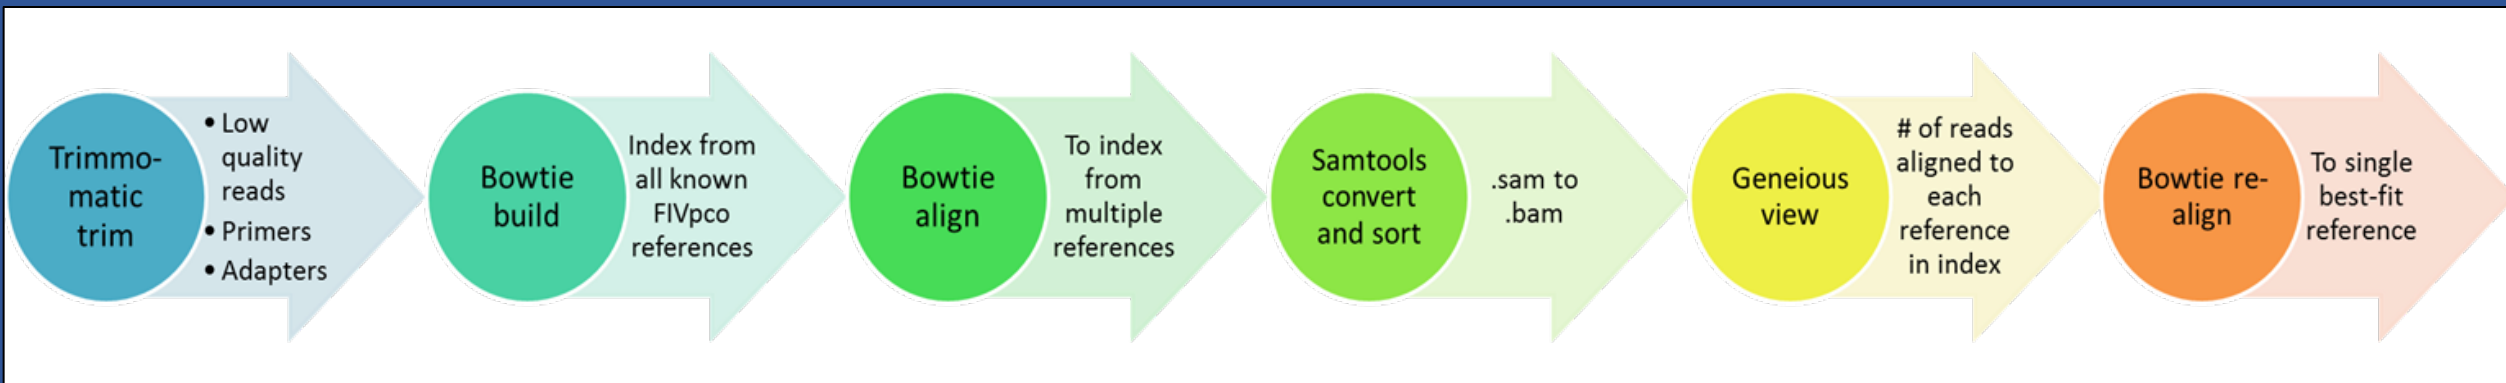 Trimmo-
matic
trim
• Low
quality
reads
• Primers
• Adapters
Bowtie
build
Index from
all known
FIVpco
references
Bowtie
align
To index
from
multiple
references
Samtools
convert
and sort
.sam to
.bam
Geneious
view
# of reads
aligned to
each
reference
in index
Bowtie re-
align
To single
best-fit
reference